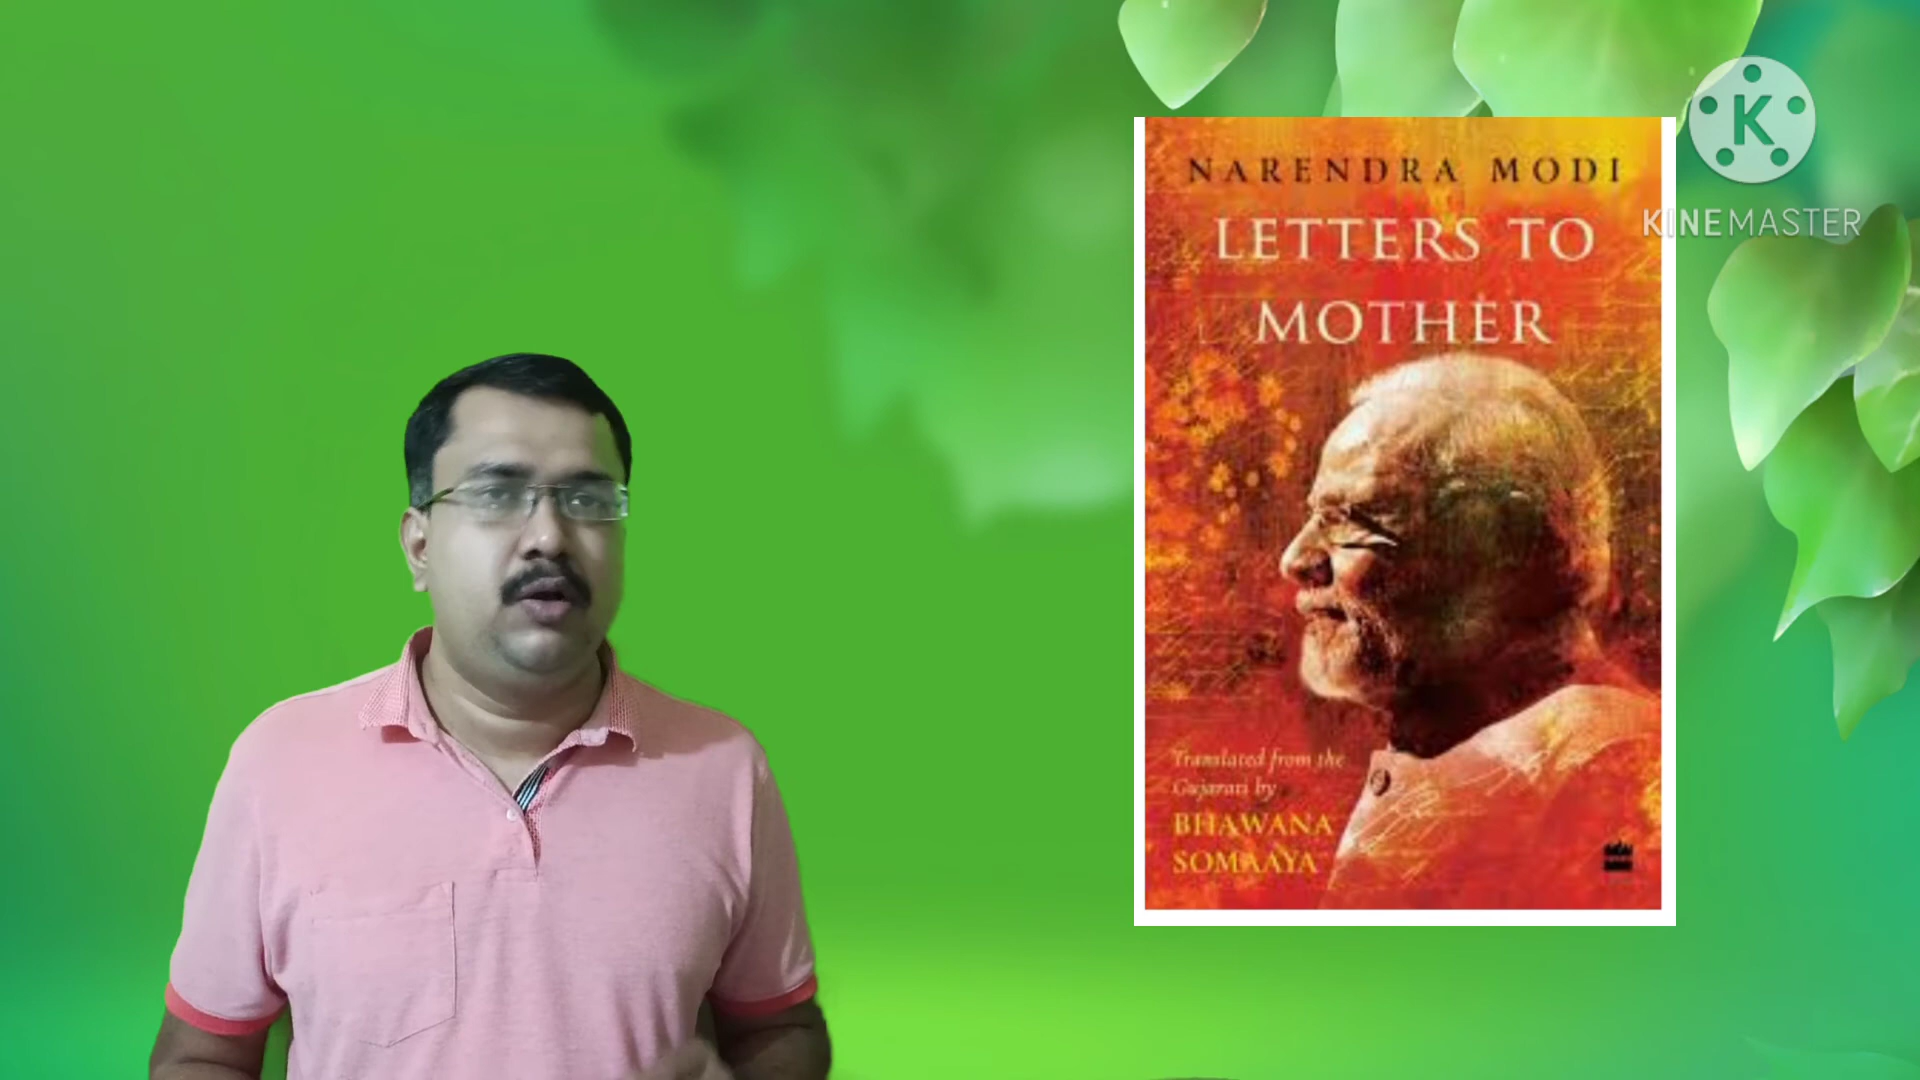 NARENDRA MODI
LETTERS TO
MOTHER
Translated from the
Gujarati by
BHAWANA
SOMAAYA
K
KINEMASTER